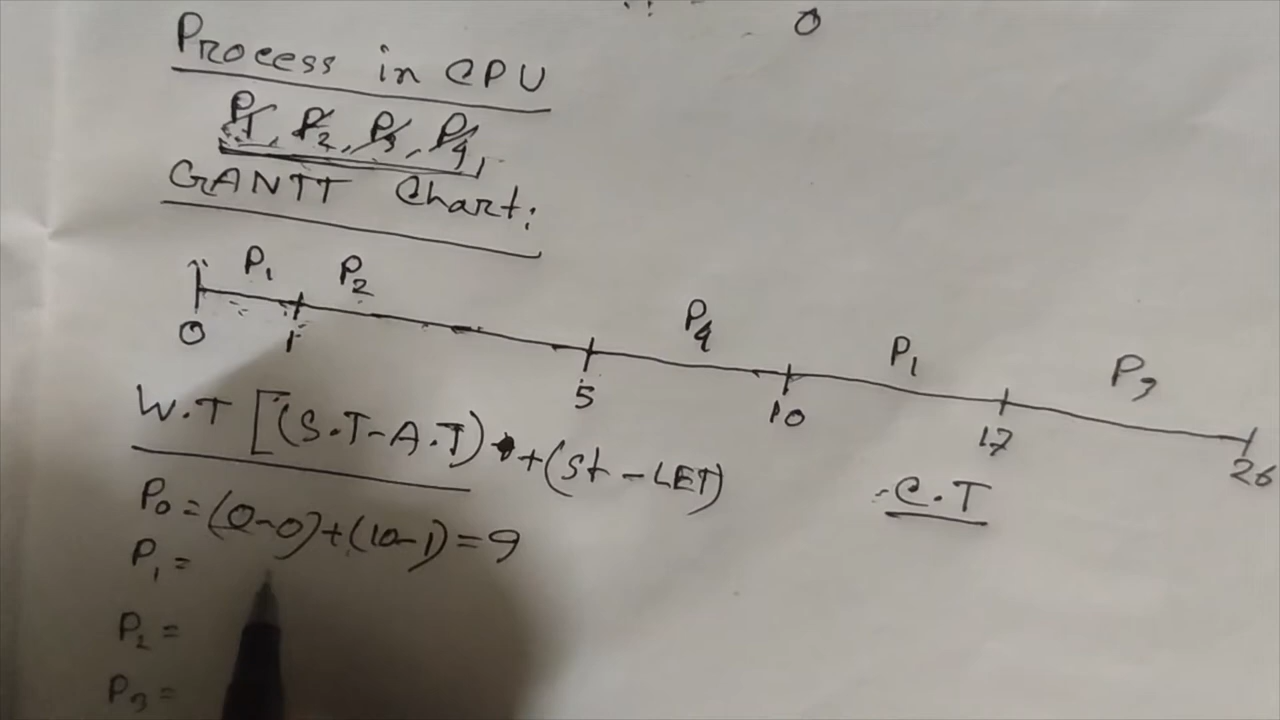 0
Process in CPU
P1, P2, P3, P4,
GANTT Chart:
P1 P2 P4 P1 P3
0 1 5 10 17 26
W.T [(S.T-A.T) +(St-LET)
C.T
P0=(0-0)+(10-1)=9
P1=
P2=
P3=